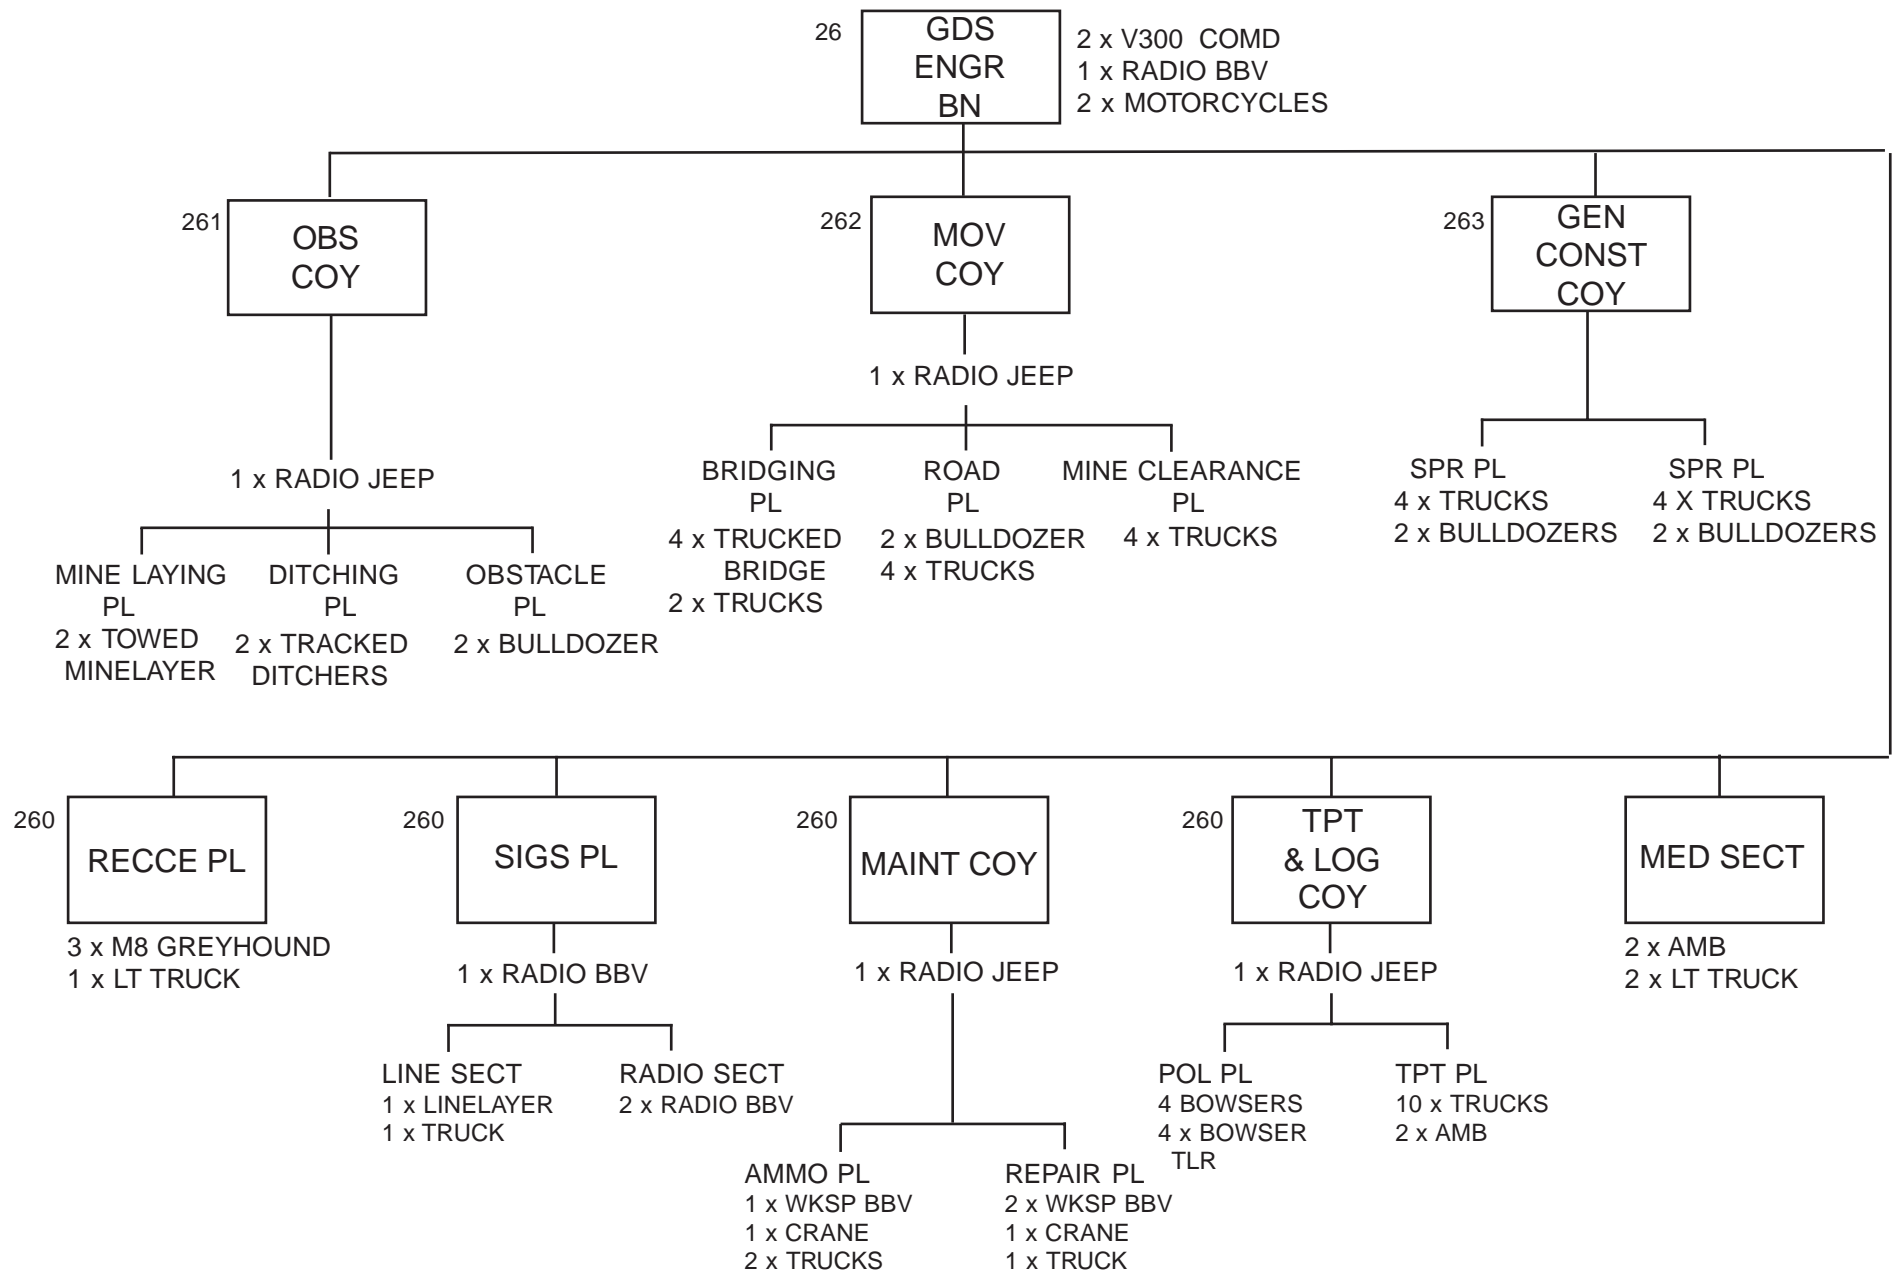 26
GDS
ENGR
BN
2 x V300 COMD
1 x RADIO BBV
2 x MOTORCYCLES
261
OBS
COY
262
MOV
COY
263
GEN
CONST
COY
1 x RADIO JEEP
MINE LAYING
PL
2 x TOWED
MINELAYER
DITCHING
PL
2 x TRACKED
DITCHERS
OBSTACLE
PL
2 x BULLDOZER
1 x RADIO JEEP
BRIDGING
PL
4 x TRUCKED
BRIDGE
2 x TRUCKS
ROAD
PL
2 x BULLDOZER
4 x TRUCKS
MINE CLEARANCE
PL
4 x TRUCKS
SPR PL
4 x TRUCKS
2 x BULLDOZERS
SPR PL
4 X TRUCKS
2 x BULLDOZERS
260
RECCE PL
3 x M8 GREYHOUND
1 x LT TRUCK
260
SIGS PL
1 x RADIO BBV
LINE SECT
1 x LINELAYER
1 x TRUCK
RADIO SECT
2 x RADIO BBV
260
MAINT COY
1 x RADIO JEEP
AMMO PL
1 x WKSP BBV
1 x CRANE
2 x TRUCKS
REPAIR PL
2 x WKSP BBV
1 x CRANE
1 x TRUCK
260
TPT
& LOG
COY
1 x RADIO JEEP
POL PL
4 BOWSERS
4 x BOWSER
TLR
TPT PL
10 x TRUCKS
2 x AMB
MED SECT
2 x AMB
2 x LT TRUCK